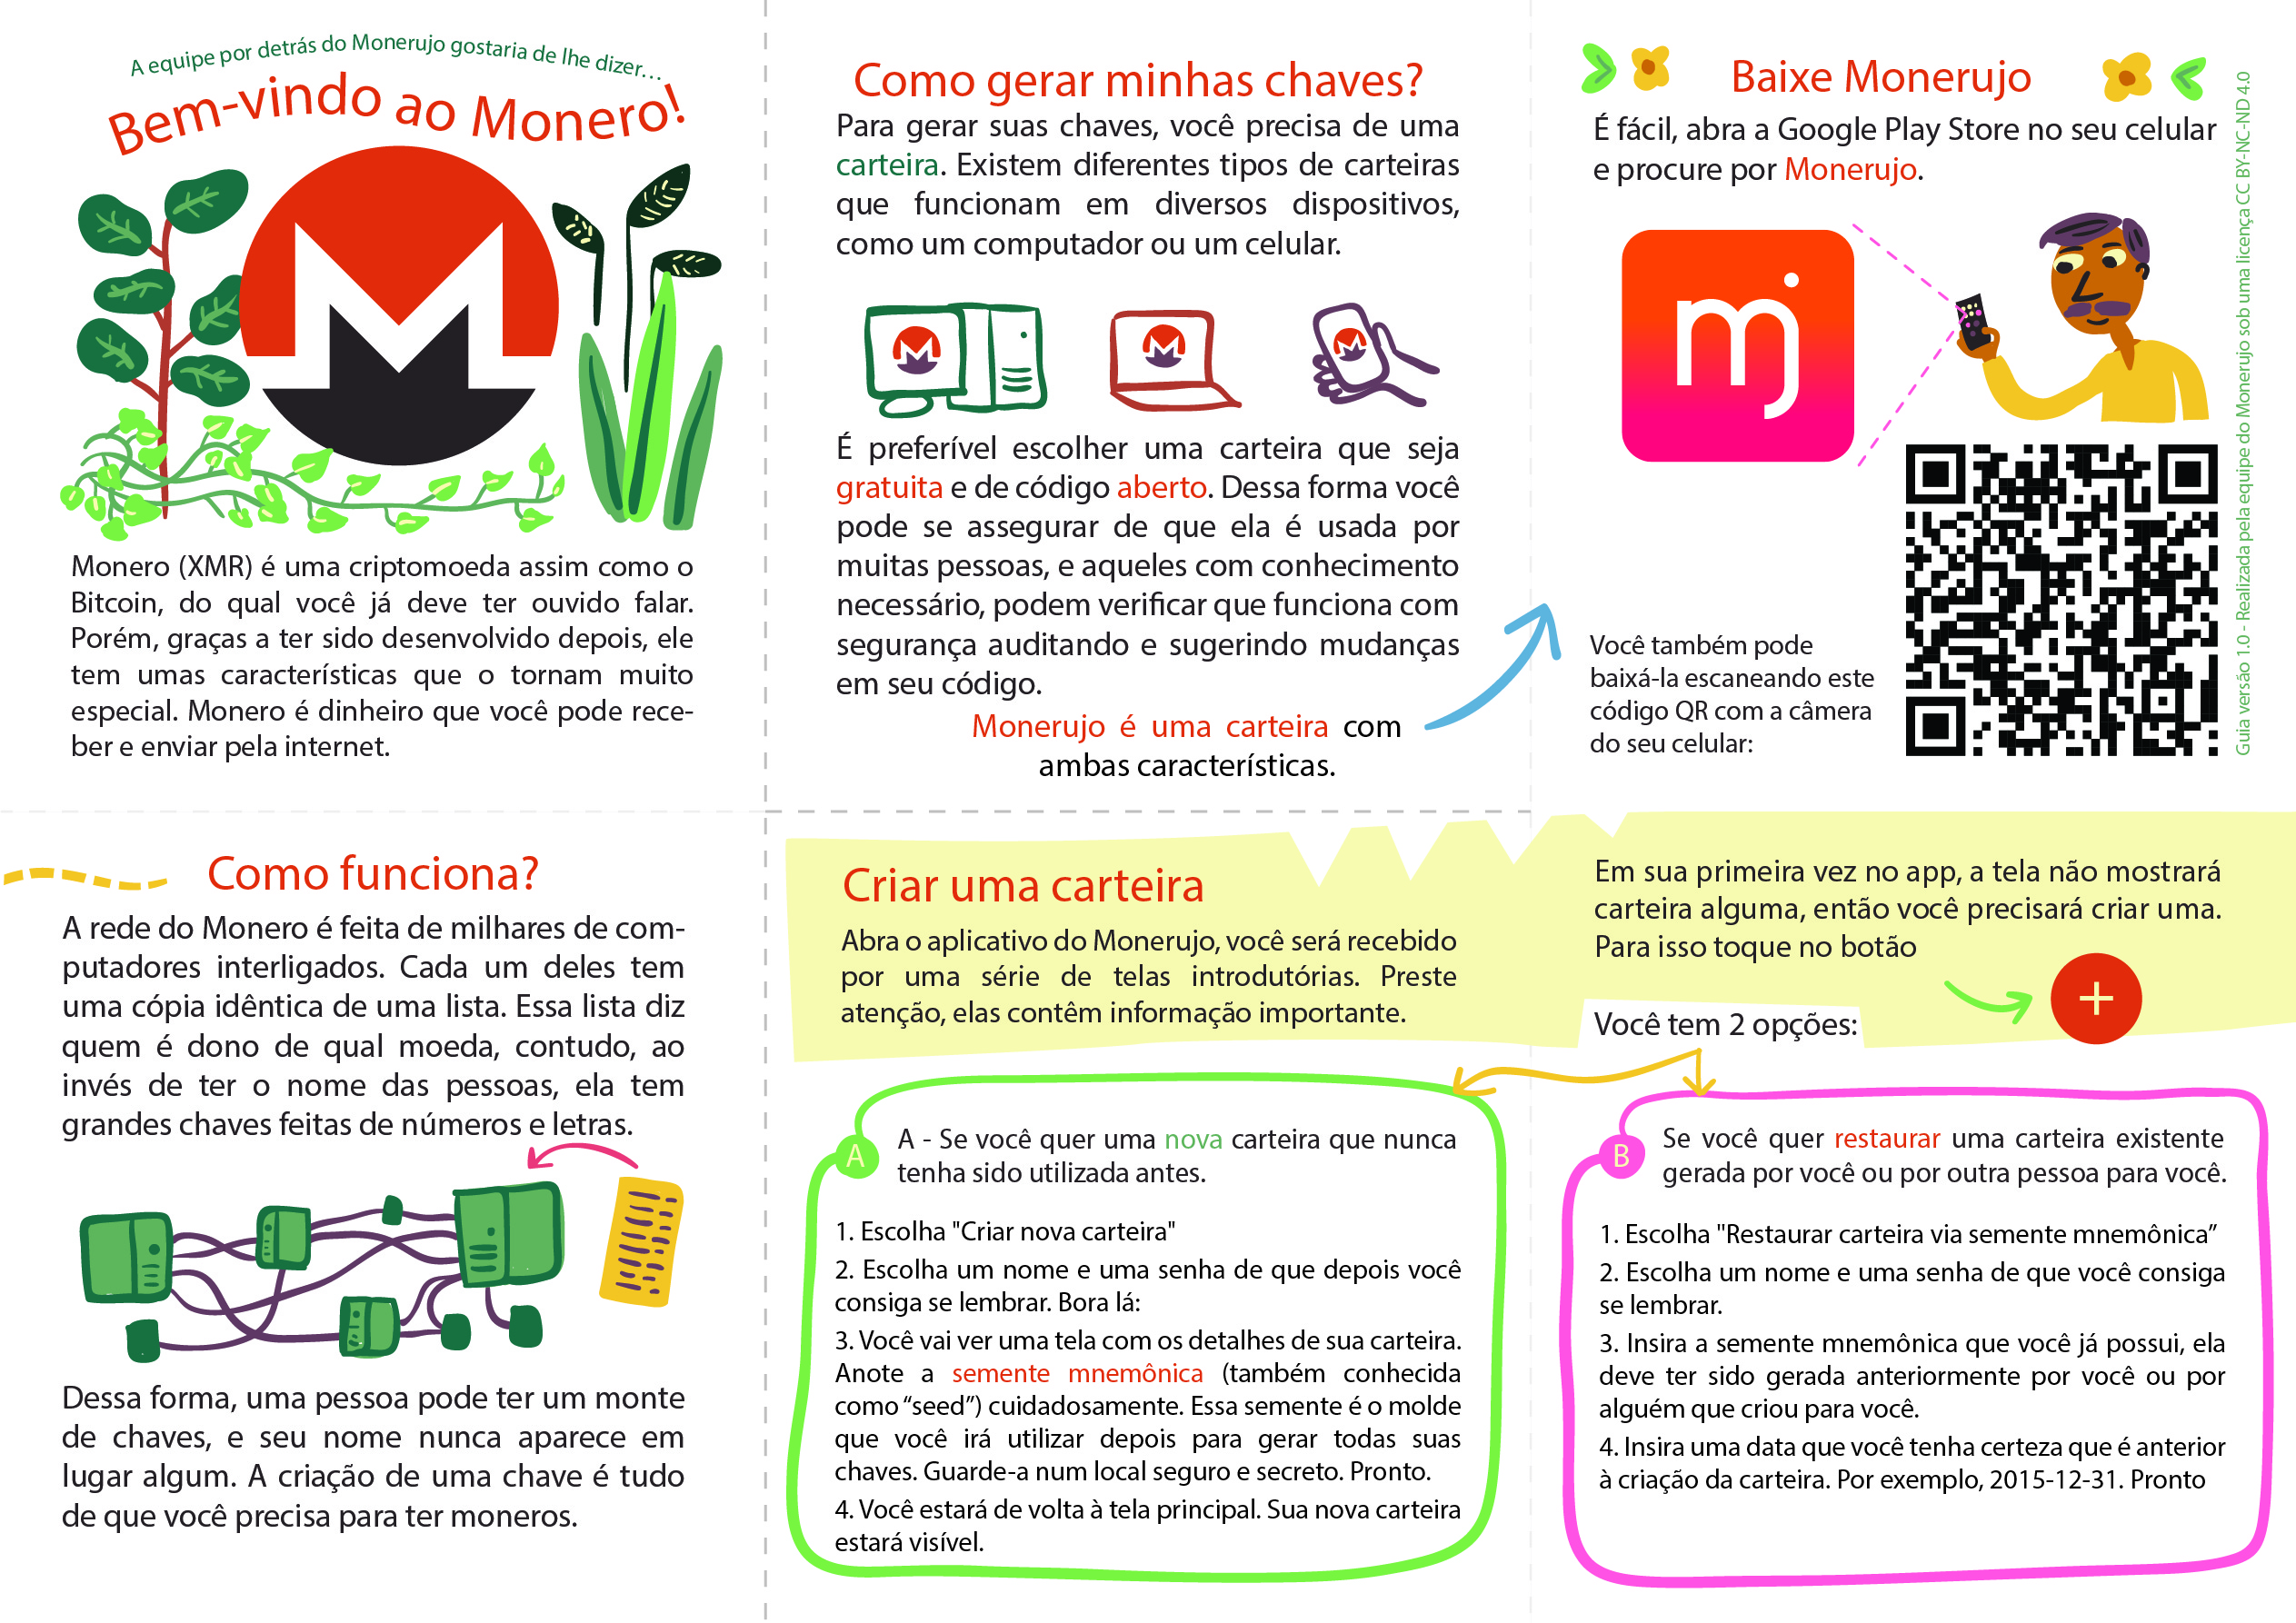 A equipe por detrás do Monerujo gostaria de lhe dizer...
Bem-vindo ao Monero!
Monero (XMR) é uma criptomoeda assim como o
Bitcoin, do qual você já deve ter ouvido falar.
Porém, graças a ter sido desenvolvido depois, ele
tem umas características que o tornam muito
especial. Monero é dinheiro que você pode rece-
ber e enviar pela internet.
Como gerar minhas chaves?
Para gerar suas chaves, você precisa de uma
carteira. Existem diferentes tipos de carteiras
que funcionam em diversos dispositivos,
como um computador ou um celular.
É preferível escolher uma carteira que seja
gratuita e de código aberto. Dessa forma você
pode se assegurar de que ela é usada por
muitas pessoas, e aqueles com conhecimento
necessário, podem verificar que funciona com
segurança auditando e sugerindo mudanças
em seu código.
Monerujo é uma carteira com
ambas características.
Baixe Monerujo
É fácil, abra a Google Play Store no seu celular
e procure por Monerujo.
mj
Você também pode
baixá-la escaneando este
código QR com a câmera
do seu celular:
Guia versão 1.0 - Realizada pela equipe do Monerujo sob uma licença CC BY-NC-ND 4.0
Como funciona?
A rede do Monero é feita de milhares de com-
putadores interligados. Cada um deles tem
uma cópia idêntica de uma lista. Essa lista diz
quem é dono de qual moeda, contudo, ao
invés de ter o nome das pessoas, ela tem
grandes chaves feitas de números e letras.
Dessa forma, uma pessoa pode ter um monte
de chaves, e seu nome nunca aparece em
lugar algum. A criação de uma chave é tudo
de que você precisa para ter moneros.
Criar uma carteira
Abra o aplicativo do Monerujo, você será recebido
por uma série de telas introdutórias. Preste
atenção, elas contêm informação importante.
Em sua primeira vez no app, a tela não mostrará
carteira alguma, então você precisará criar uma.
Para isso toque no botão
+
Você tem 2 opções:
A
A - Se você quer uma nova carteira que nunca
tenha sido utilizada antes.
1. Escolha "Criar nova carteira"
2. Escolha um nome e uma senha de que depois você
consiga se lembrar. Bora lá:
3. Você vai ver uma tela com os detalhes de sua carteira.
Anote a semente mnemônica (também conhecida
como “seed”) cuidadosamente. Essa semente é o molde
que você irá utilizar depois para gerar todas suas
chaves. Guarde-a num local seguro e secreto. Pronto.
4. Você estará de volta à tela principal. Sua nova carteira
estará visível.
B
Se você quer restaurar uma carteira existente
gerada por você ou por outra pessoa para você.
1. Escolha "Restaurar carteira via semente mnemônica”
2. Escolha um nome e uma senha de que você consiga
se lembrar.
3. Insira a semente mnemônica que você já possui, ela
deve ter sido gerada anteriormente por você ou por
alguém que criou para você.
4. Insira uma data que você tenha certeza que é anterior
à criação da carteira. Por exemplo, 2015-12-31. Pronto